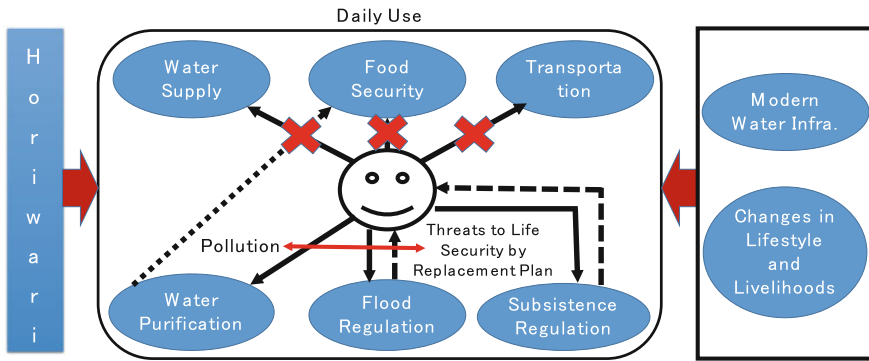 Daily Use
H
o
r
i
w
a
r
i
Water
Supply
Food
Security
Transporta
tion
Pollution
Threats to Life
Security by
Replacement Plan
Water
Purification
Flood
Regulation
Subsistence
Regulation
Modern
Water Infra.
Changes in
Lifestyle
and
Livelihoods